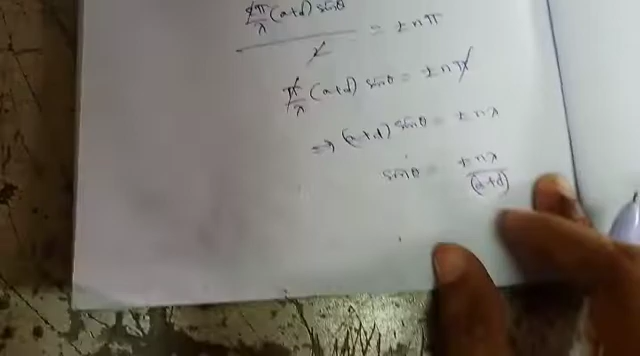 2π/λ (a+d) sinθ / 2 = ± nπ
π/λ (a+d) sinθ = ± nπ
⇒ (a+d) sinθ = ± nλ
sinθ = ± nλ / (a+d)